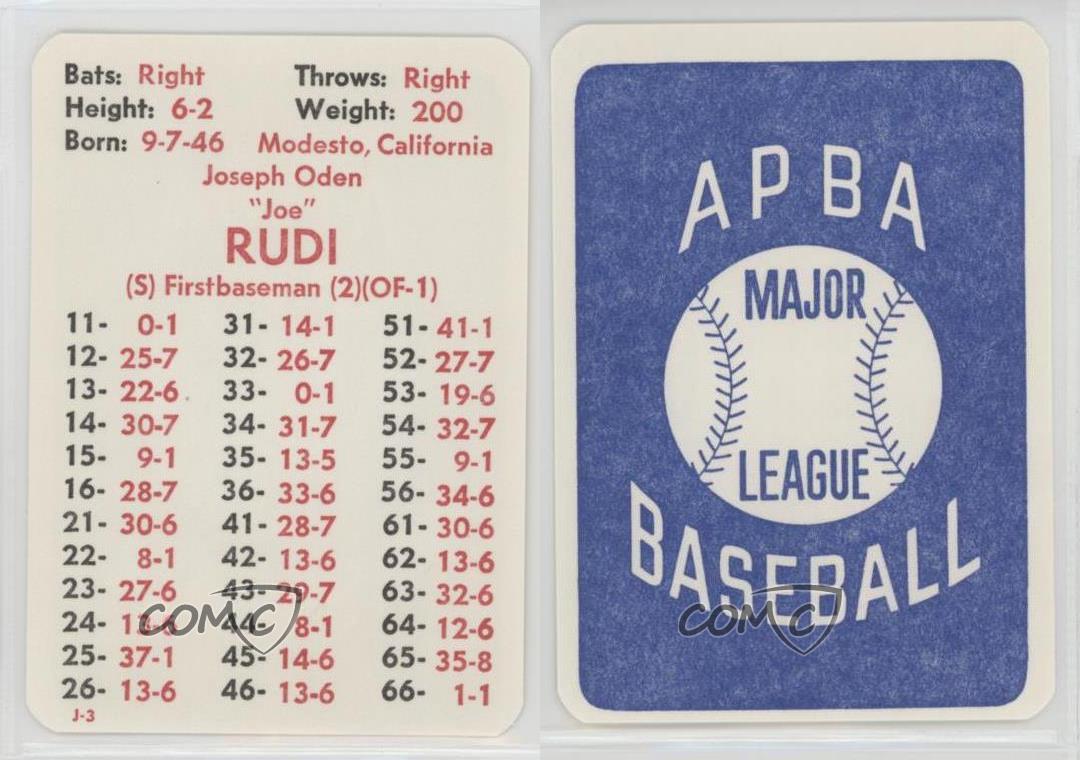 Bats: Right Throws: Right
Height: 6-2 Weight: 200
Born: 9-7-46 Modesto, California
Joseph Oden
"Joe"
RUDI
(S) Firstbaseman (2)(OF-1)
11- 0-1 31- 14-1 51- 41-1
12- 25-7 32- 26-7 52- 27-7
13- 22-6 33- 0-1 53- 19-6
14- 30-7 34- 31-7 54- 32-7
15- 9-1 35- 13-5 55- 9-1
16- 28-7 36- 33-6 56- 34-6
21- 30-6 41- 28-7 61- 30-6
22- 8-1 42- 13-6 62- 13-6
23- 27-6 43- 29-7 63- 32-6
24- 13-6 44- 8-1 64- 12-6
25- 37-1 45- 14-6 65- 35-8
26- 13-6 46- 13-6 66- 1-1
J-3
COMC
APBA
MAJOR
LEAGUE
BASEBALL
COMC